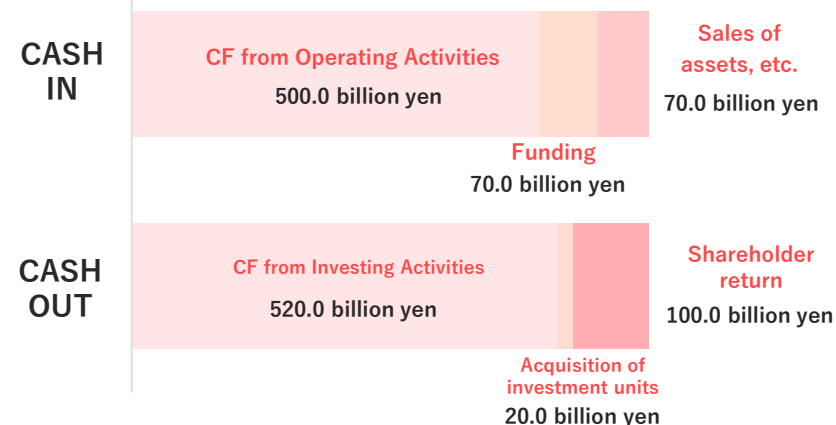 CASH
IN
CF from Operating Activities
500.0 billion yen
Sales of
assets, etc.
70.0 billion yen
Funding
70.0 billion yen
CASH
OUT
CF from Investing Activities
520.0 billion yen
Shareholder
return
100.0 billion yen
Acquisition of
investment units
20.0 billion yen